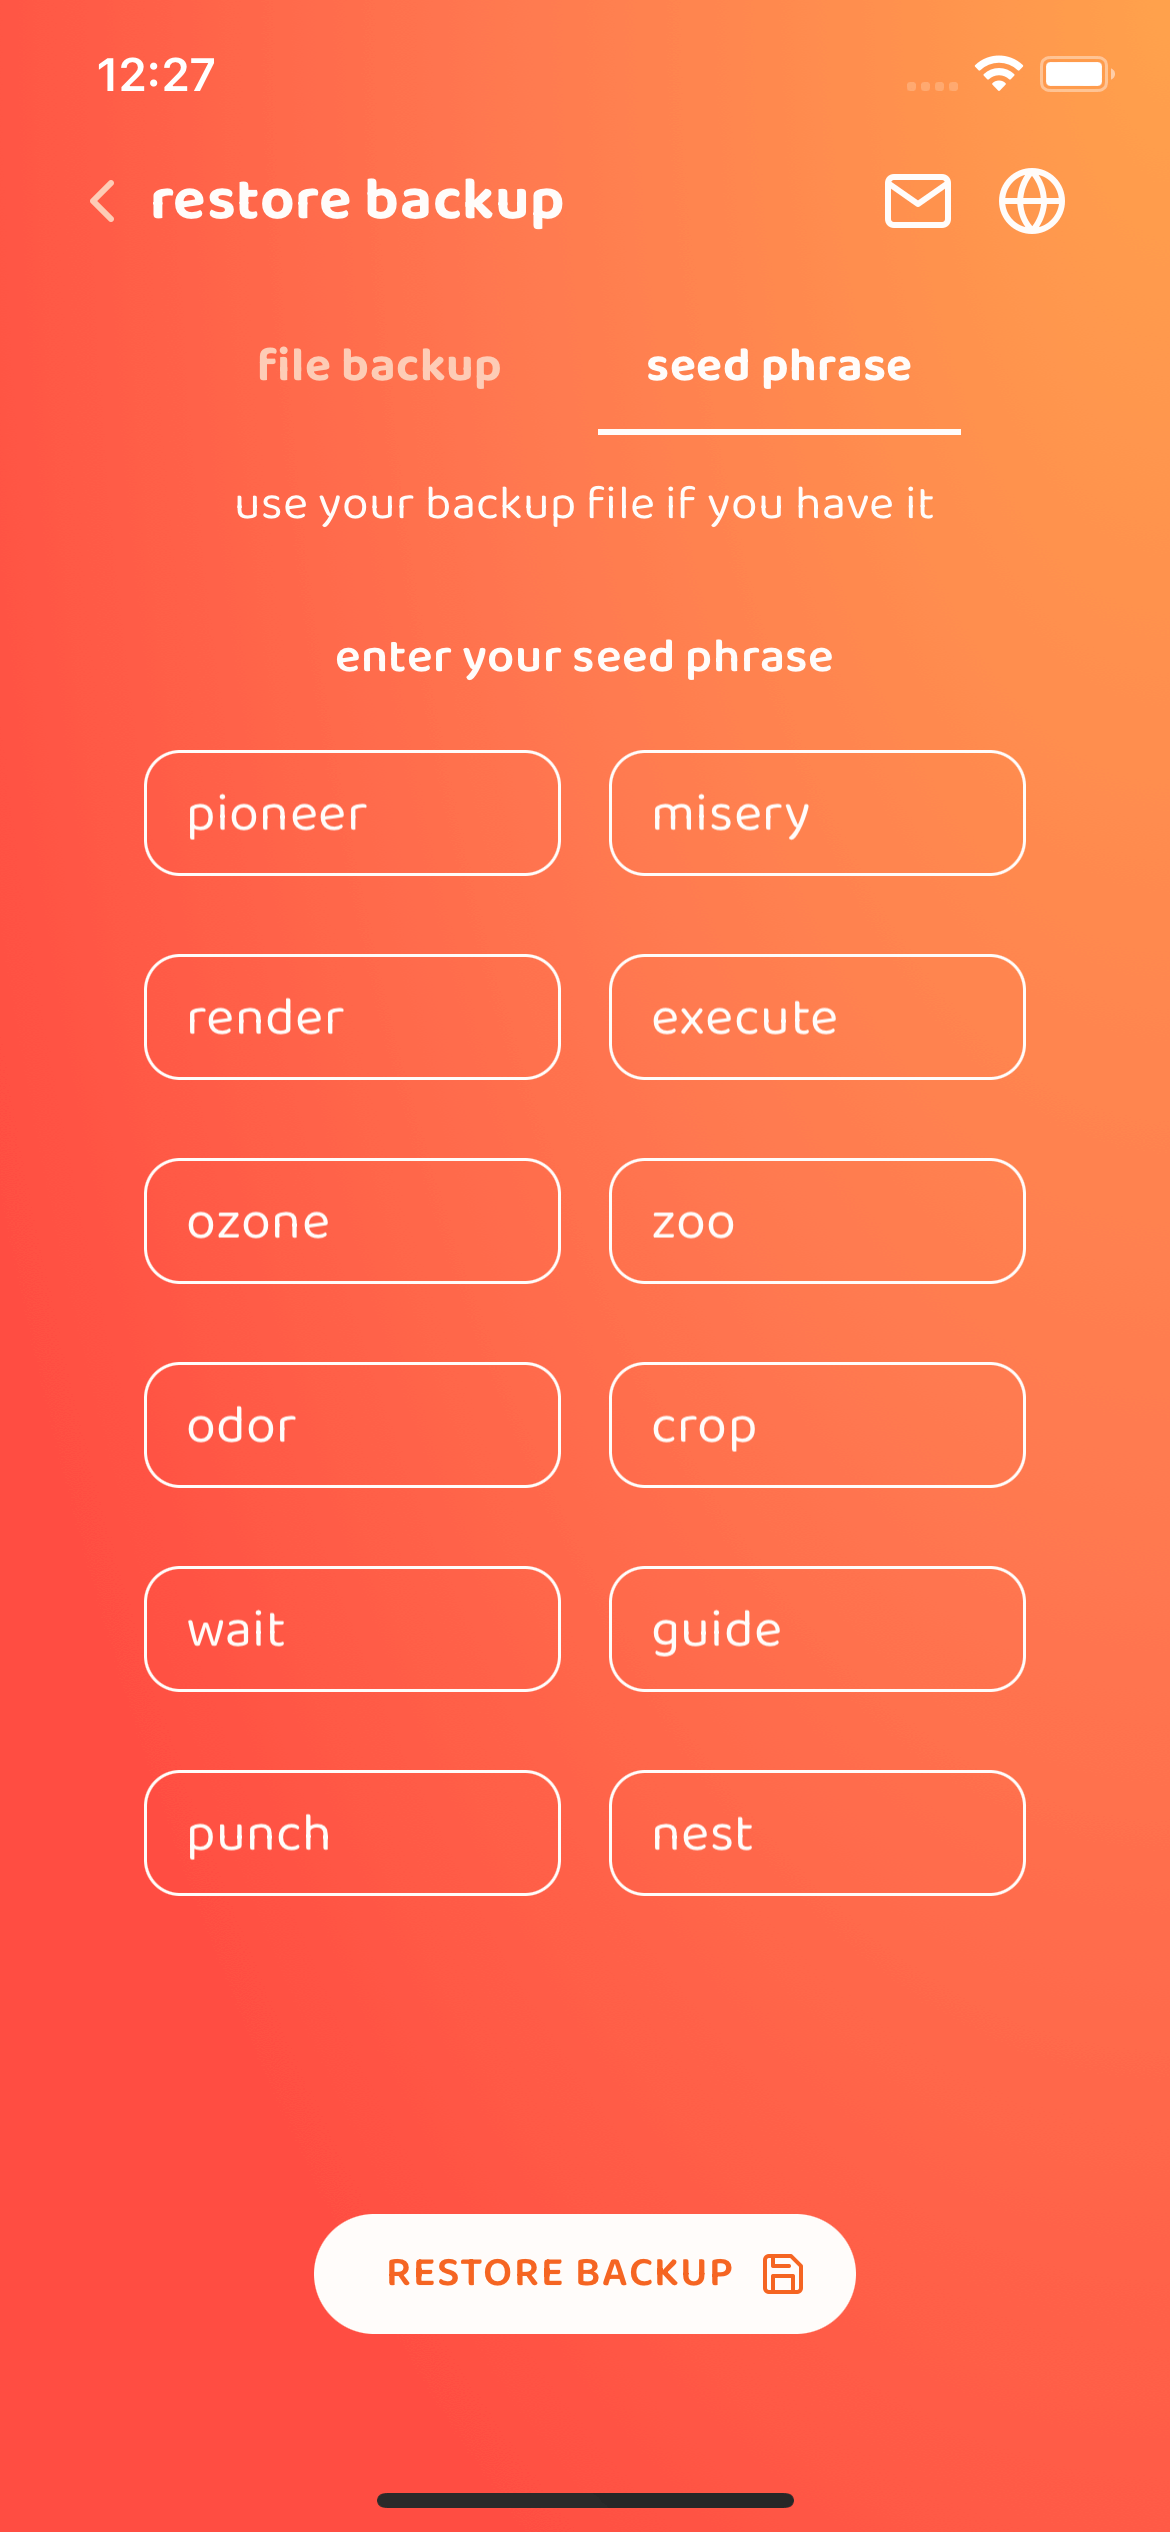 12:27
restore backup
file backup seed phrase
use your backup file if you have it
enter your seed phrase
pioneer misery
render execute
ozone zoo
odor crop
wait guide
punch nest
RESTORE BACKUP